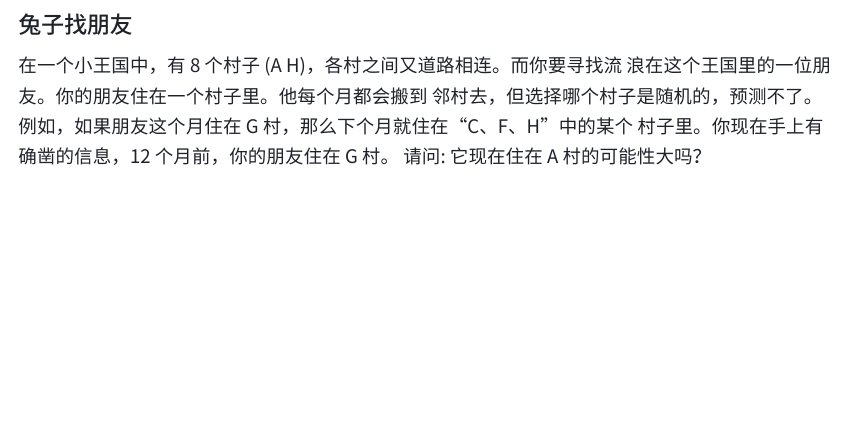 兔子找朋友
在一个小王国中，有 8 个村子 (A H)，各村之间又道路相连。而你要寻找流 浪在这个王国里的一位朋
友。你的朋友住在一个村子里。他每个月都会搬到 邻村去，但选择哪个村子是随机的，预测不了。
例如，如果朋友这个月住在 G 村，那么下个月就住在“C、F、H”中的某个 村子里。你现在手上有
确凿的信息，12 个月前，你的朋友住在 G 村。 请问: 它现在住在 A 村的可能性大吗？